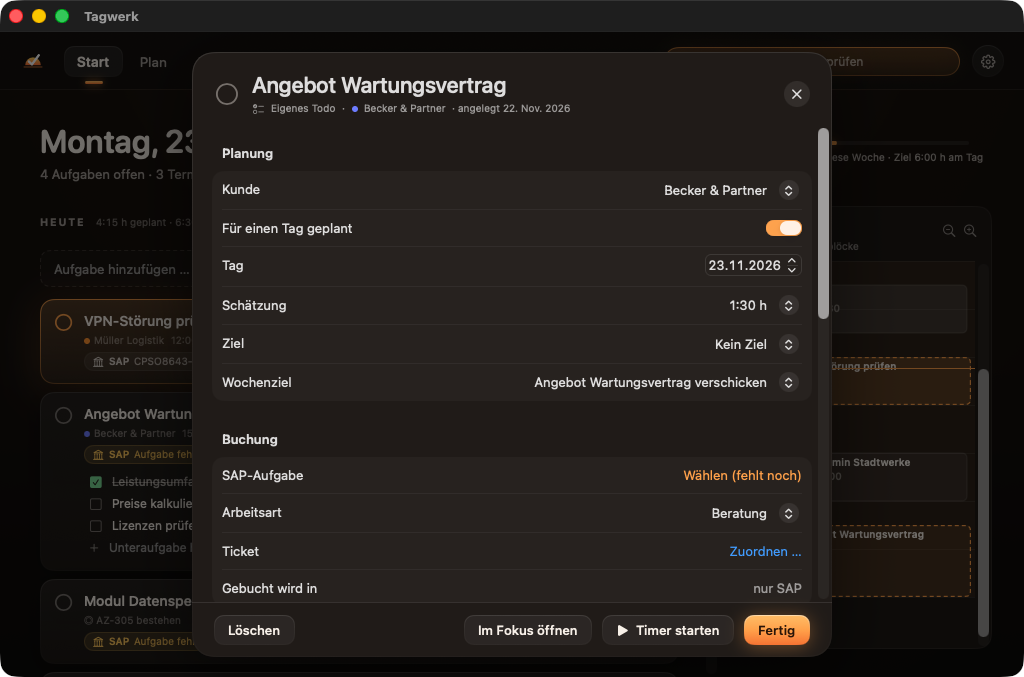 Tagwerk
Start
Plan
prüfen
Montag, 23
4 Aufgaben offen · 3 Term
ese Woche · Ziel 6:00 h am Tag
HEUTE 4:15 h geplant · 6:3
Aufgabe hinzufügen ...
VPN-Störung prü
Müller Logistik 12:0
SAP CPSO8643-
Angebot Wartun
Becker & Partner 15
SAP Aufgabe feh
Leistungsumfa
Preise kalkulie
Lizenzen prüfe
+ Unteraufgabe h
Modul Datenspe
AZ-305 bestehen
SAP Aufgabe feh
Angebot Wartungsvertrag
Eigenes Todo · Becker & Partner · angelegt 22. Nov. 2026
Planung
Kunde Becker & Partner
Für einen Tag geplant
Tag 23.11.2026
Schätzung 1:30 h
Ziel Kein Ziel
Wochenziel Angebot Wartungsvertrag verschicken
Buchung
SAP-Aufgabe Wählen (fehlt noch)
Arbeitsart Beratung
Ticket Zuordnen ...
Gebucht wird in nur SAP
Löschen
Im Fokus öffnen
Timer starten
Fertig
löcke
örung prüfen
min Stadtwerke
t Wartungsvertrag